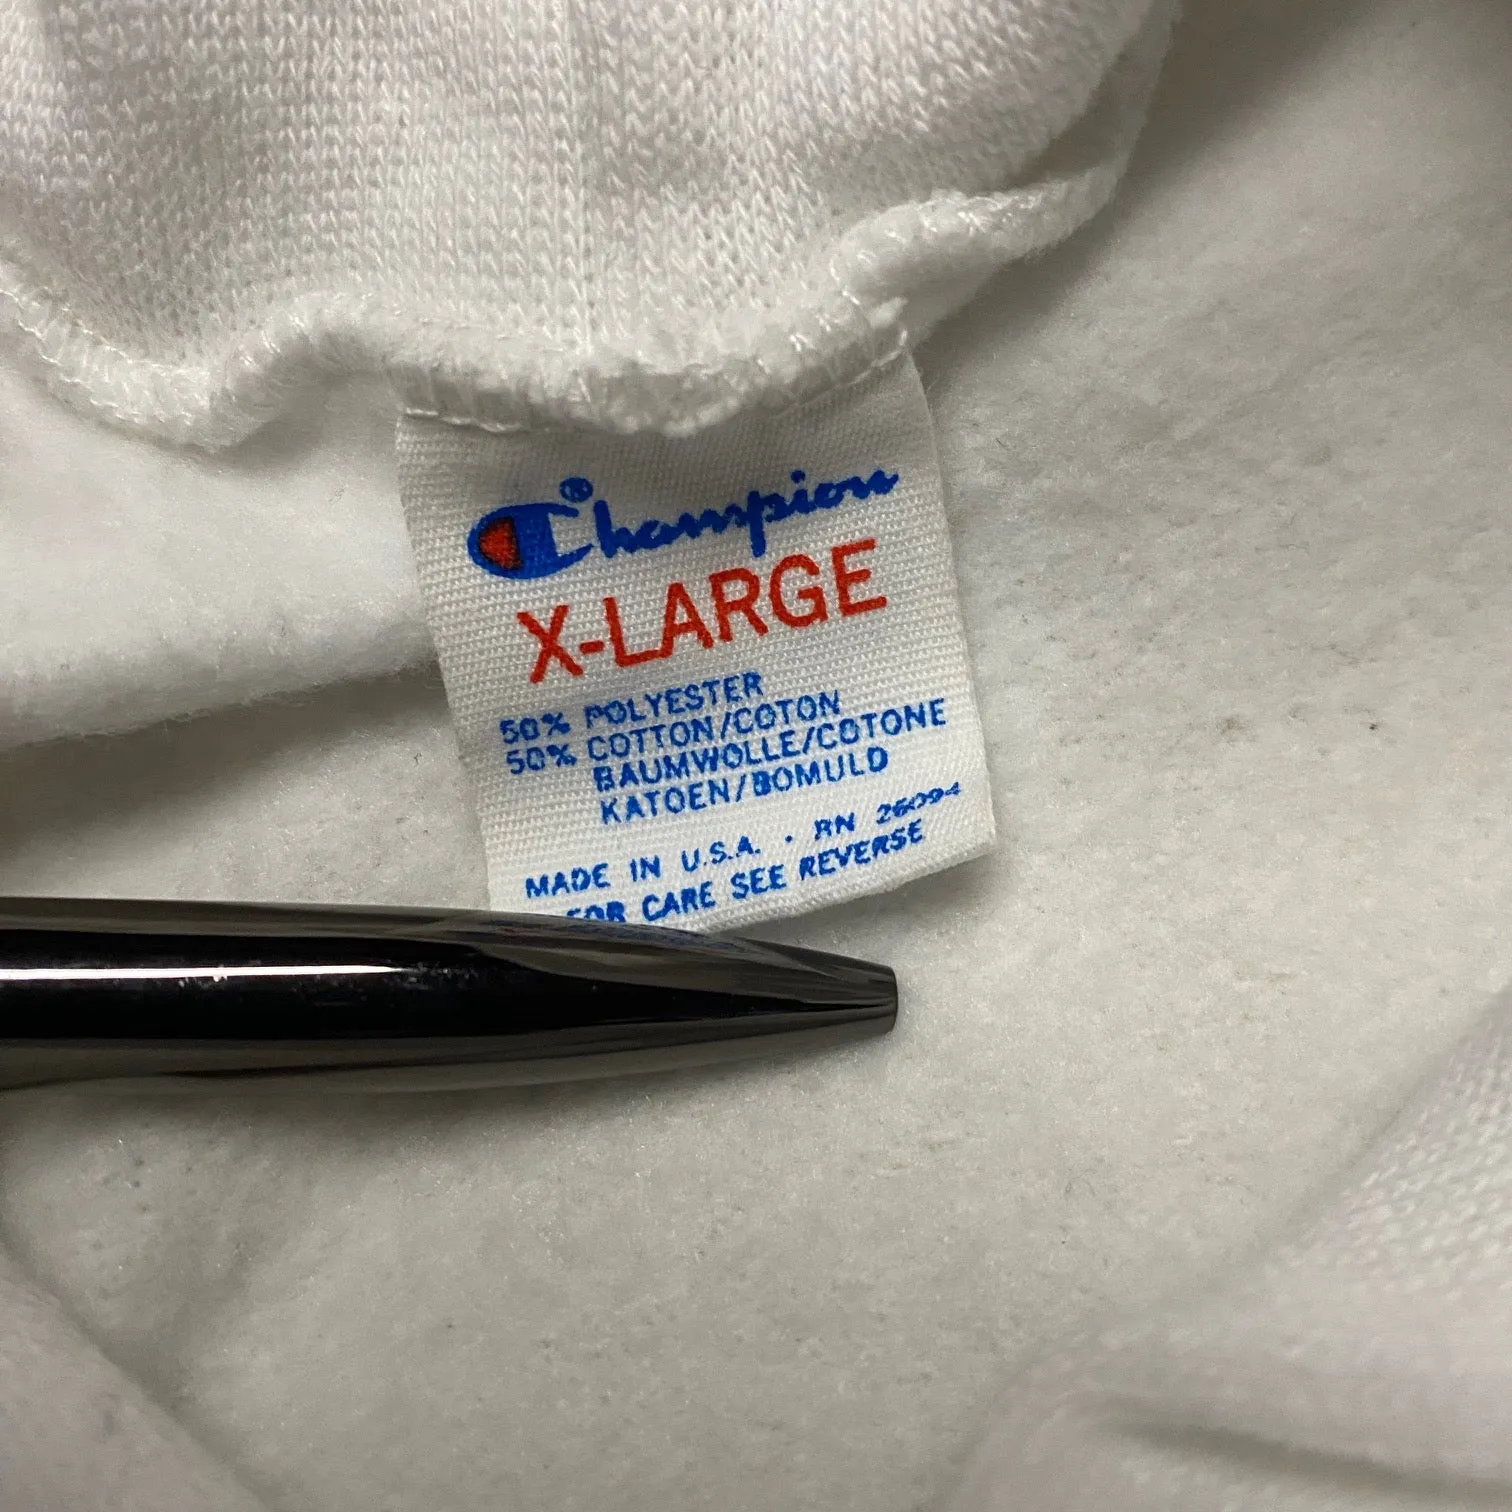 Champion®
X-LARGE
50% POLYESTER
50% COTTON/COTON
BAUMWOLLE/COTONE
KATOEN/BOMULD
MADE IN U.S.A. · RN 26094
FOR CARE SEE REVERSE